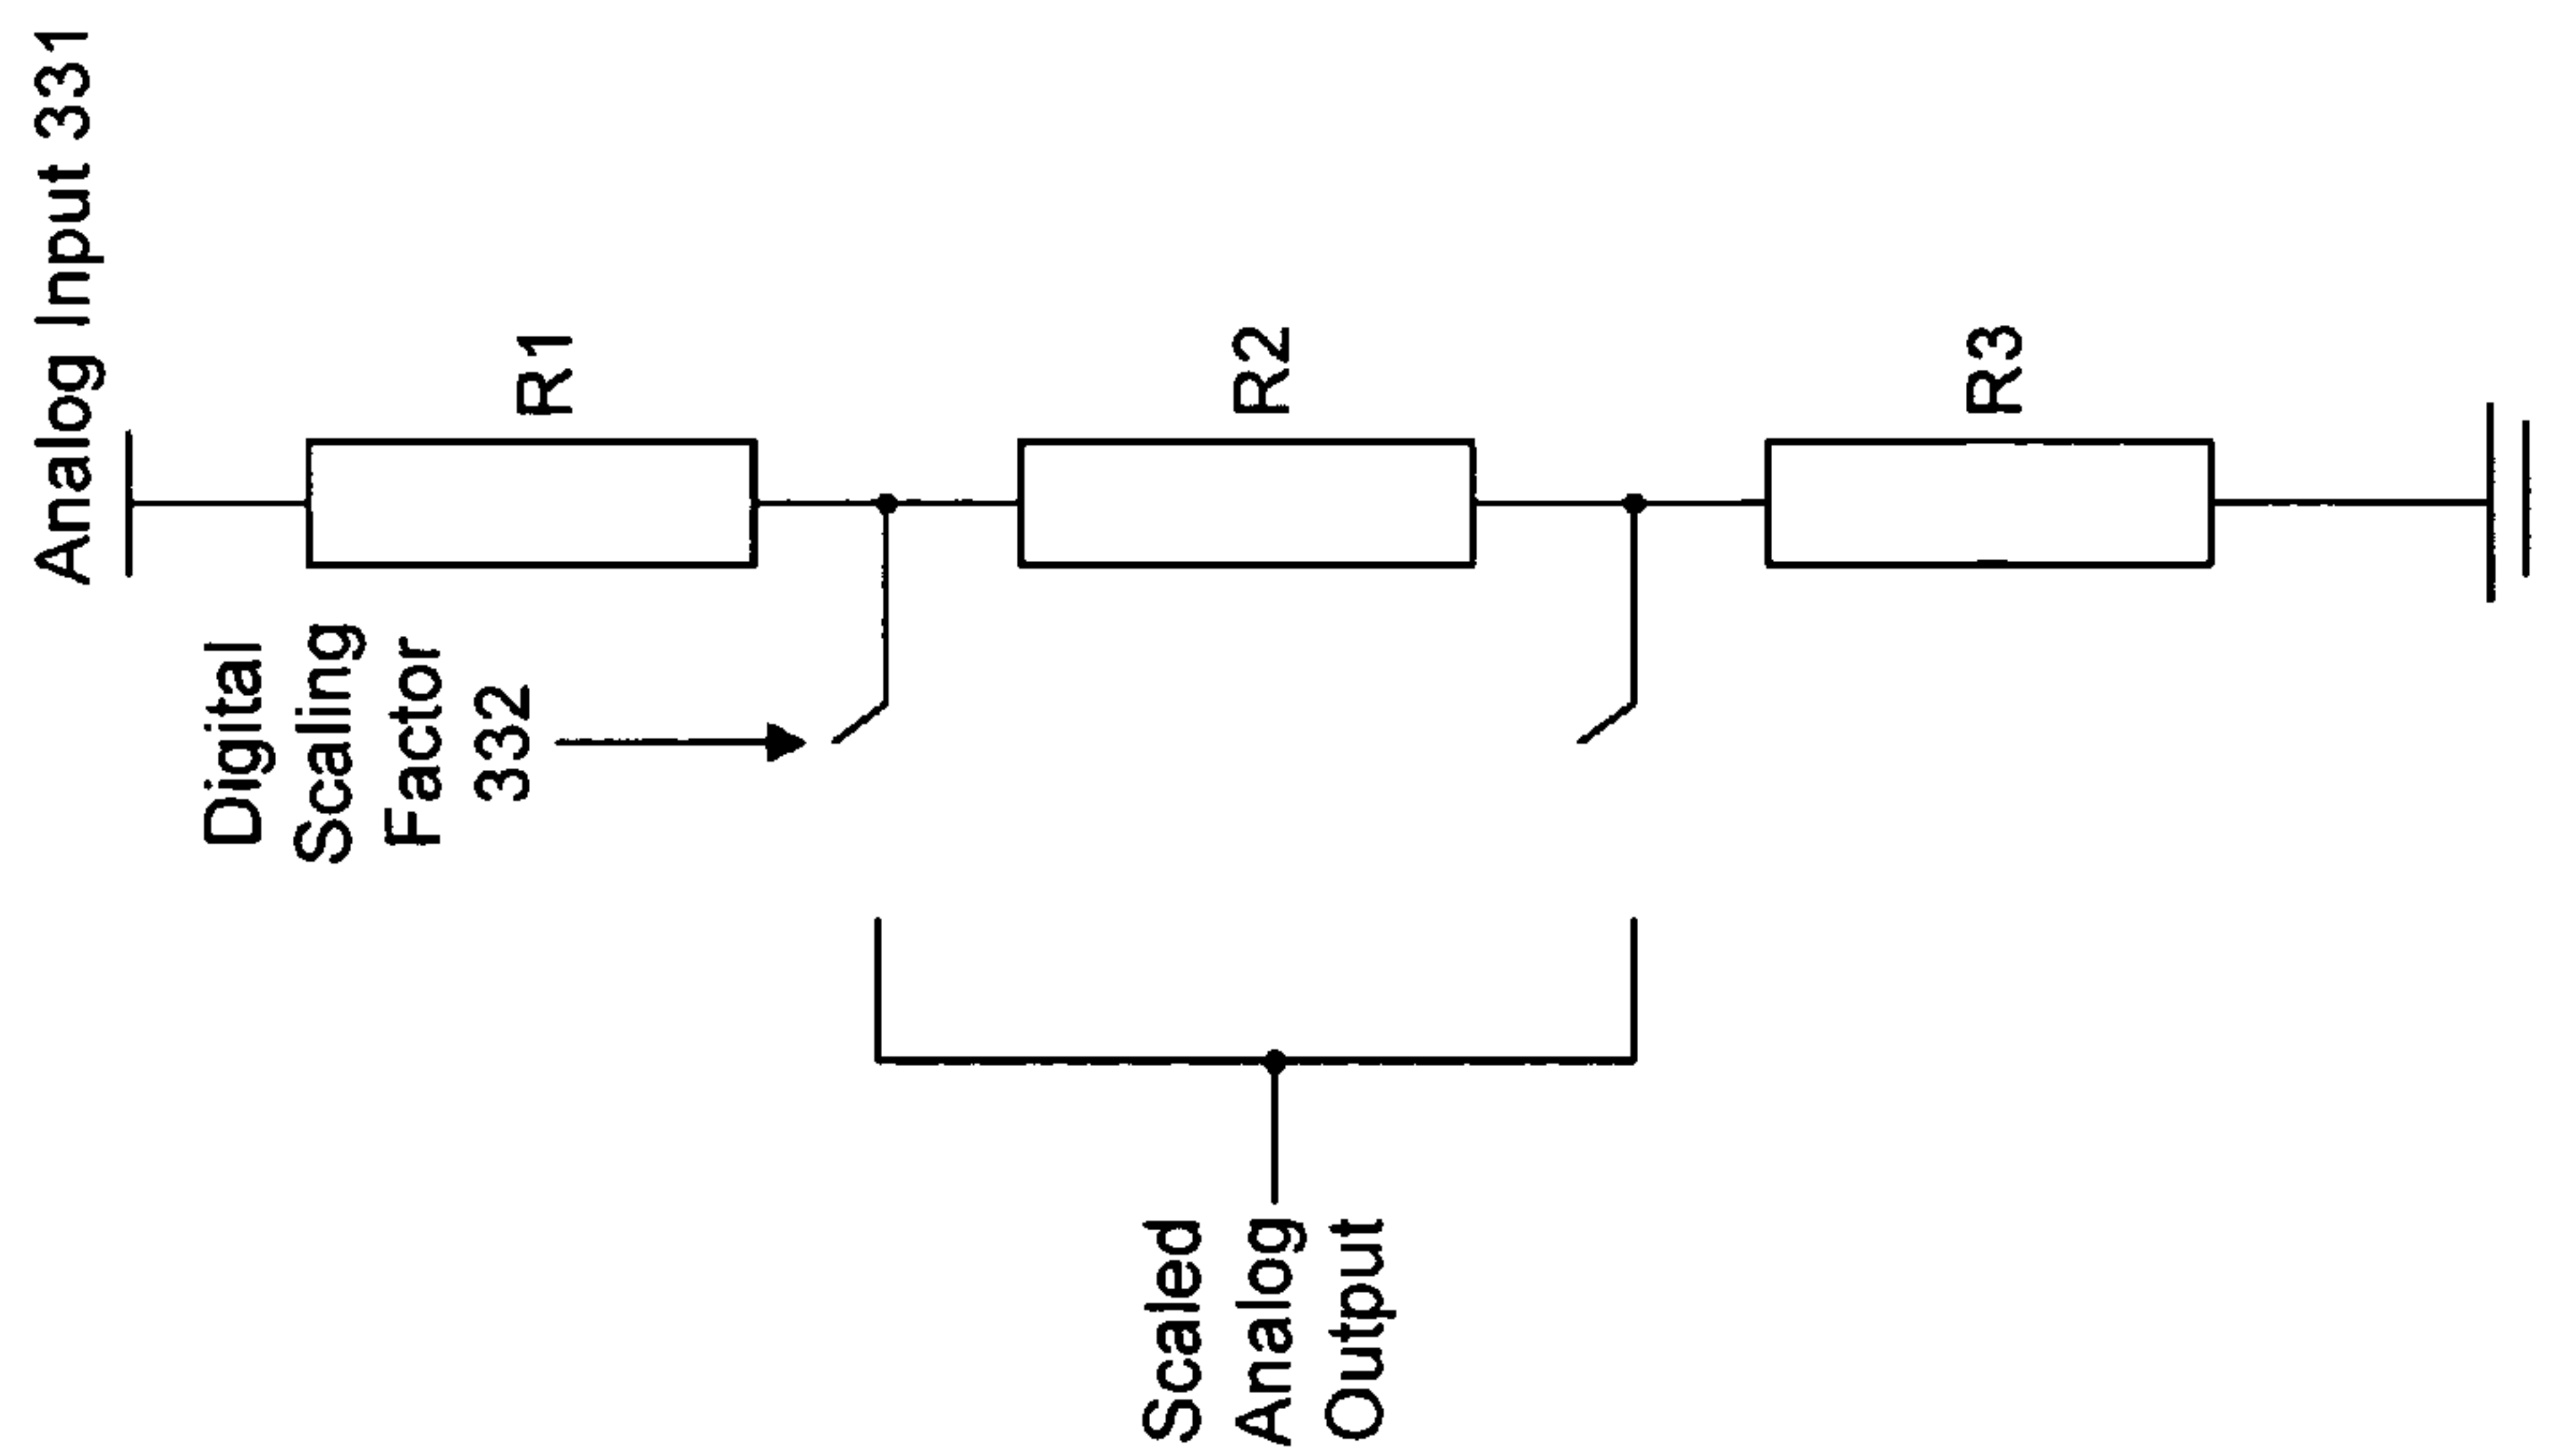 Analog Input 331
Digital
Scaling
Factor
332
R1
R2
R3
Scaled
Analog
Output